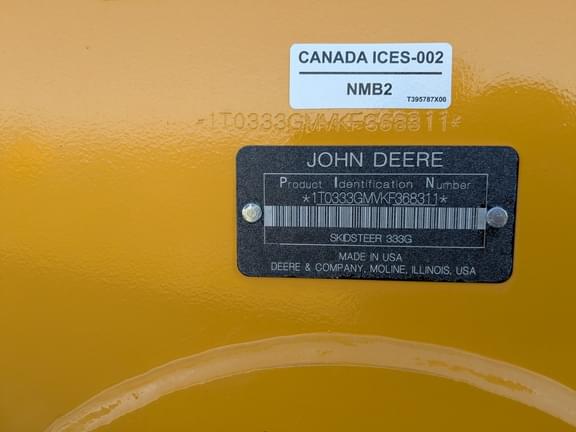 CANADA ICES-002
NMB2
T395787X00
*1T0333GMVKF368311*
JOHN DEERE
Product Identification Number
*1T0333GMVKF368311*
SKIDSTEER 333G
MADE IN USA
DEERE & COMPANY, MOLINE, ILLINOIS, USA